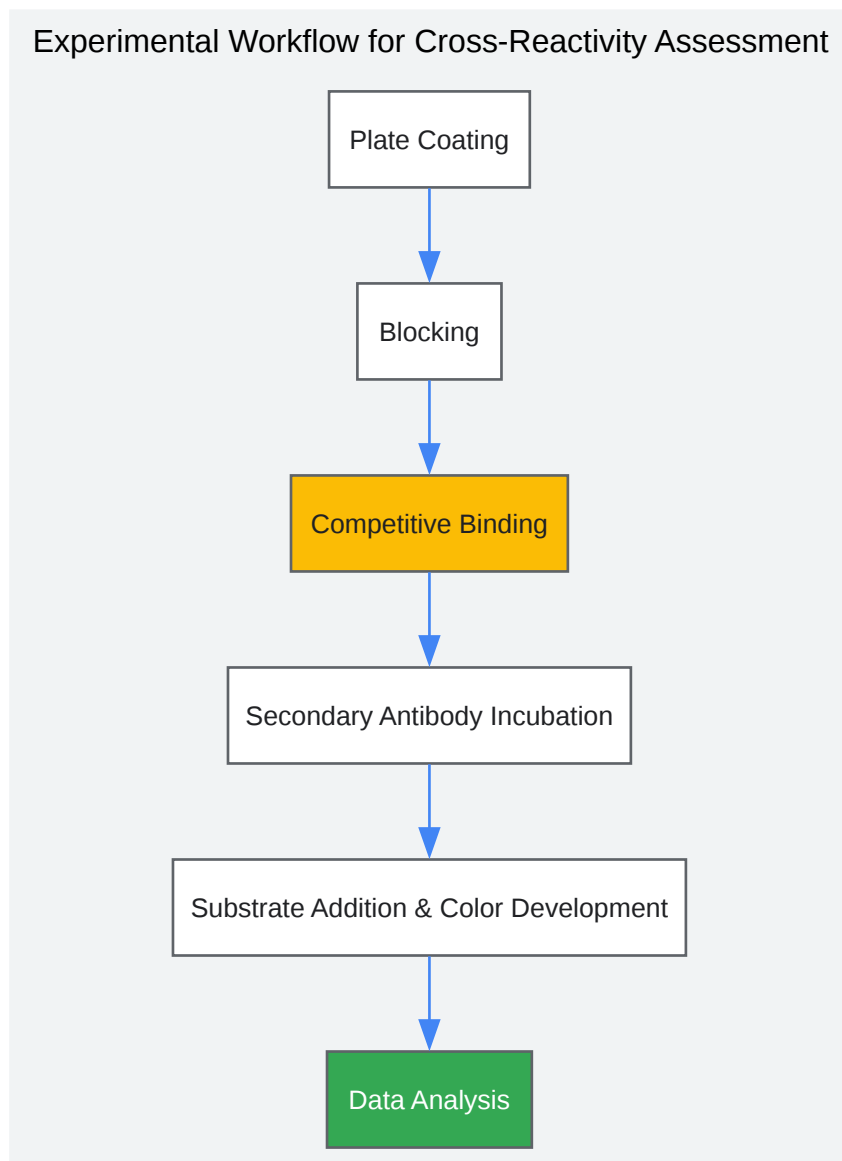 Experimental Workflow for Cross-Reactivity Assessment
Plate Coating
Blocking
Competitive Binding
Secondary Antibody Incubation
Substrate Addition & Color Development
Data Analysis